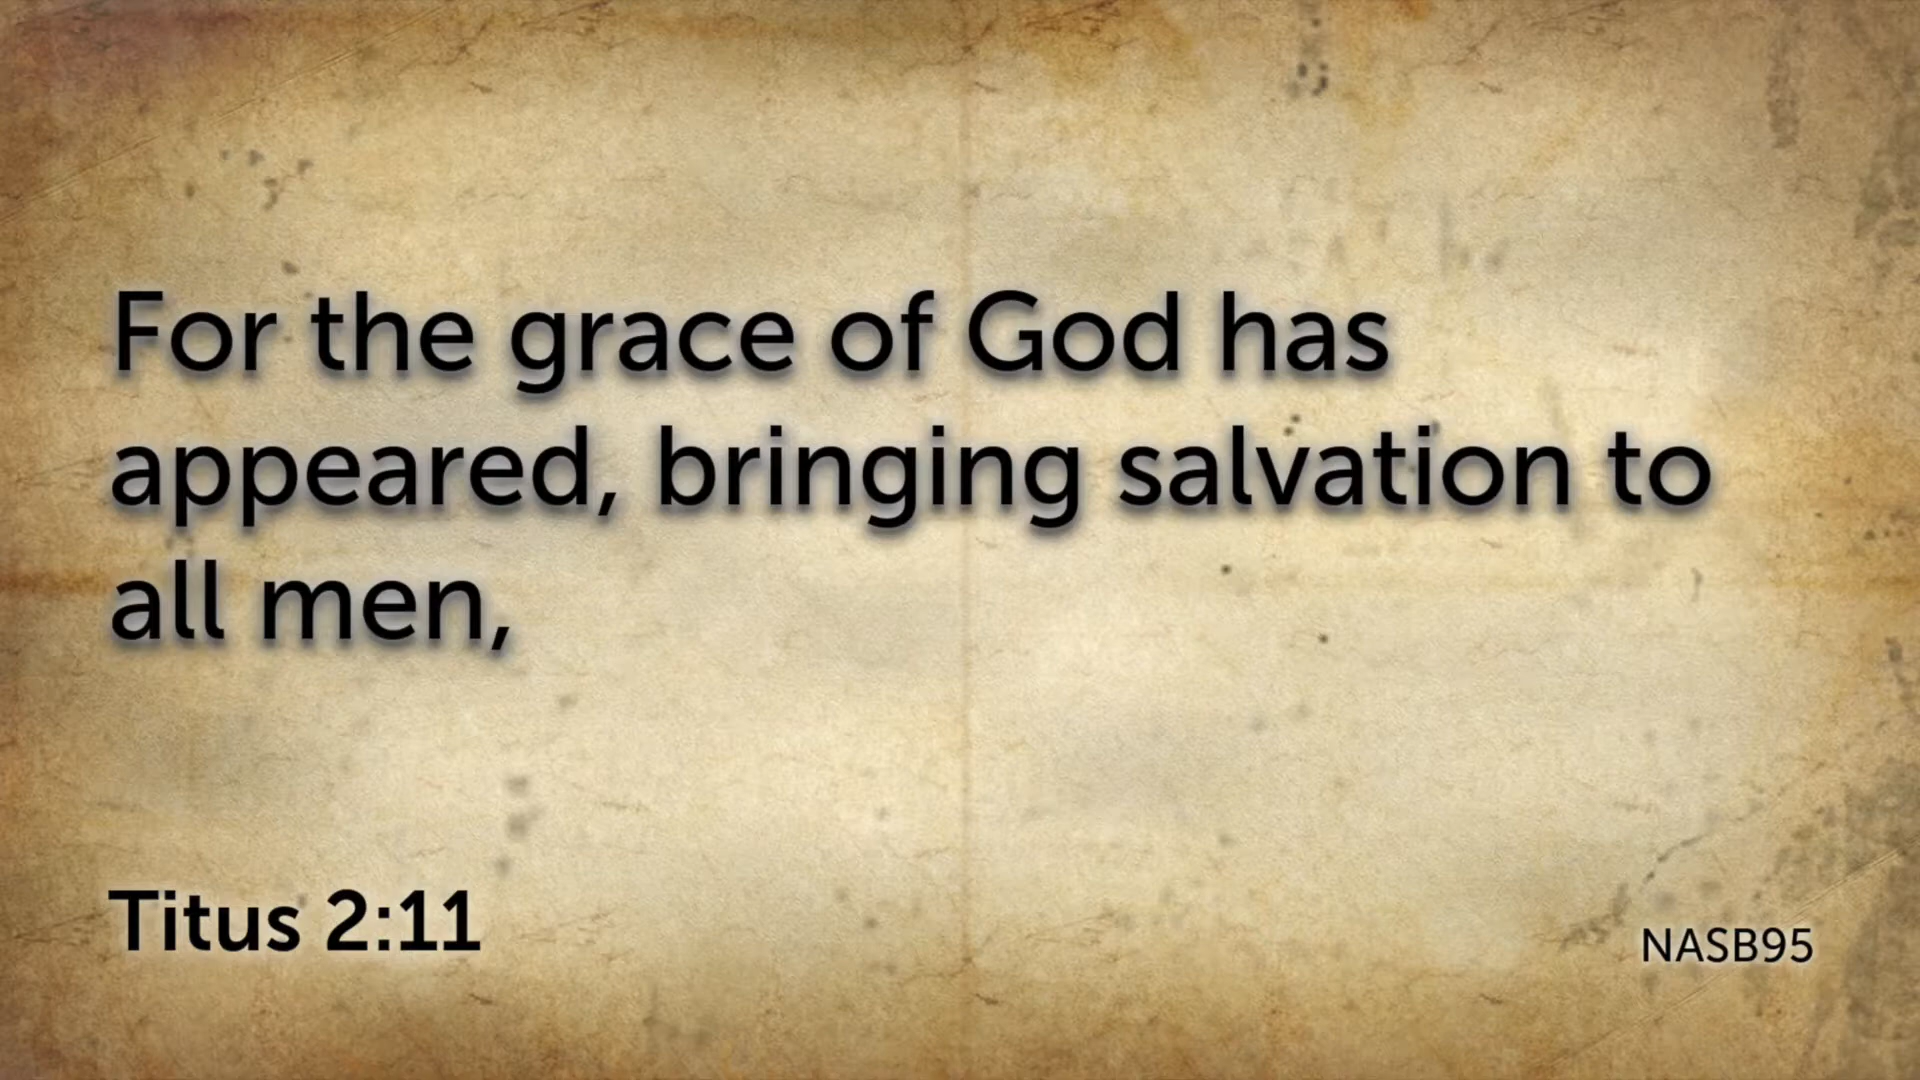 For the grace of God has
appeared, bringing salvation to
all men,
Titus 2:11
NASB95